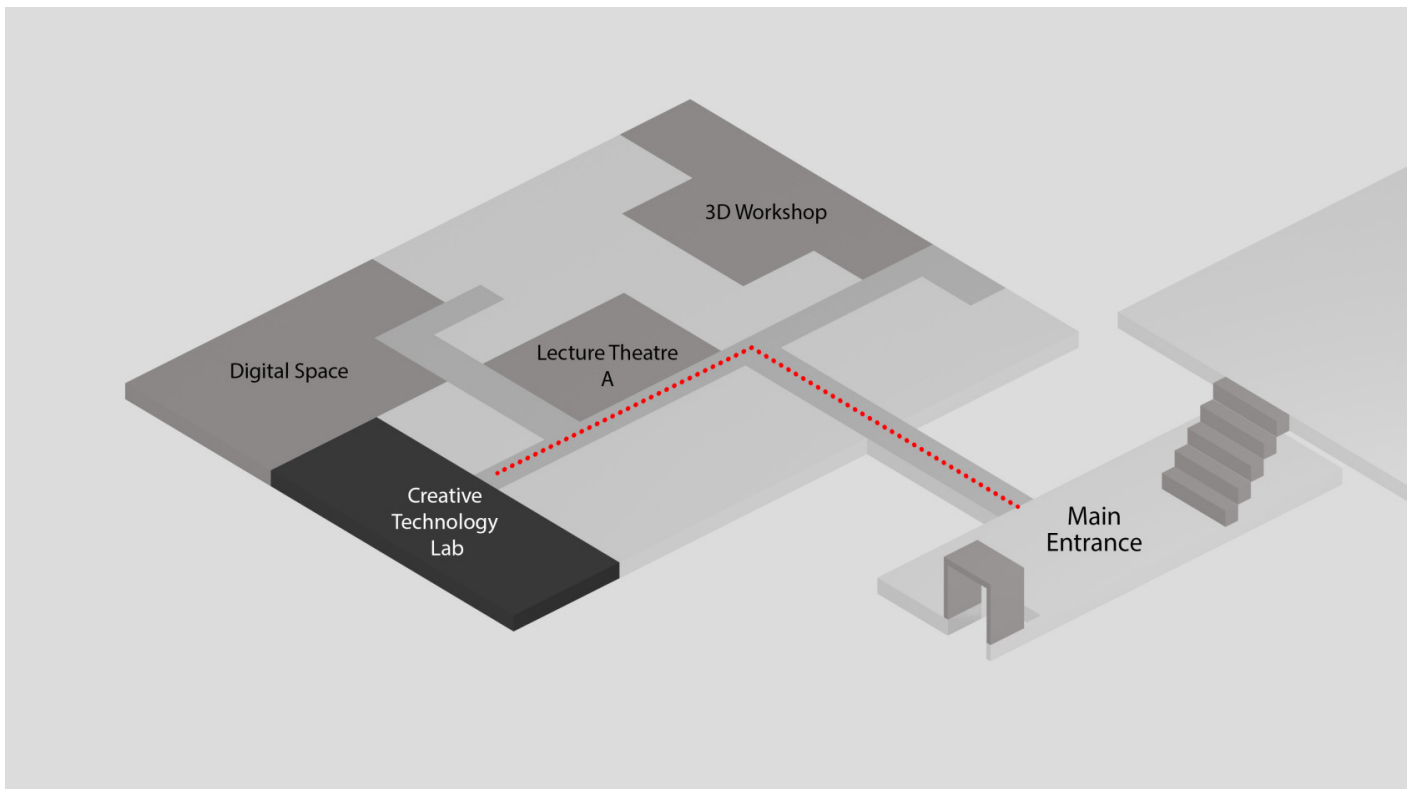 3D Workshop
Lecture Theatre
A
Digital Space
Creative
Technology
Lab
Main
Entrance